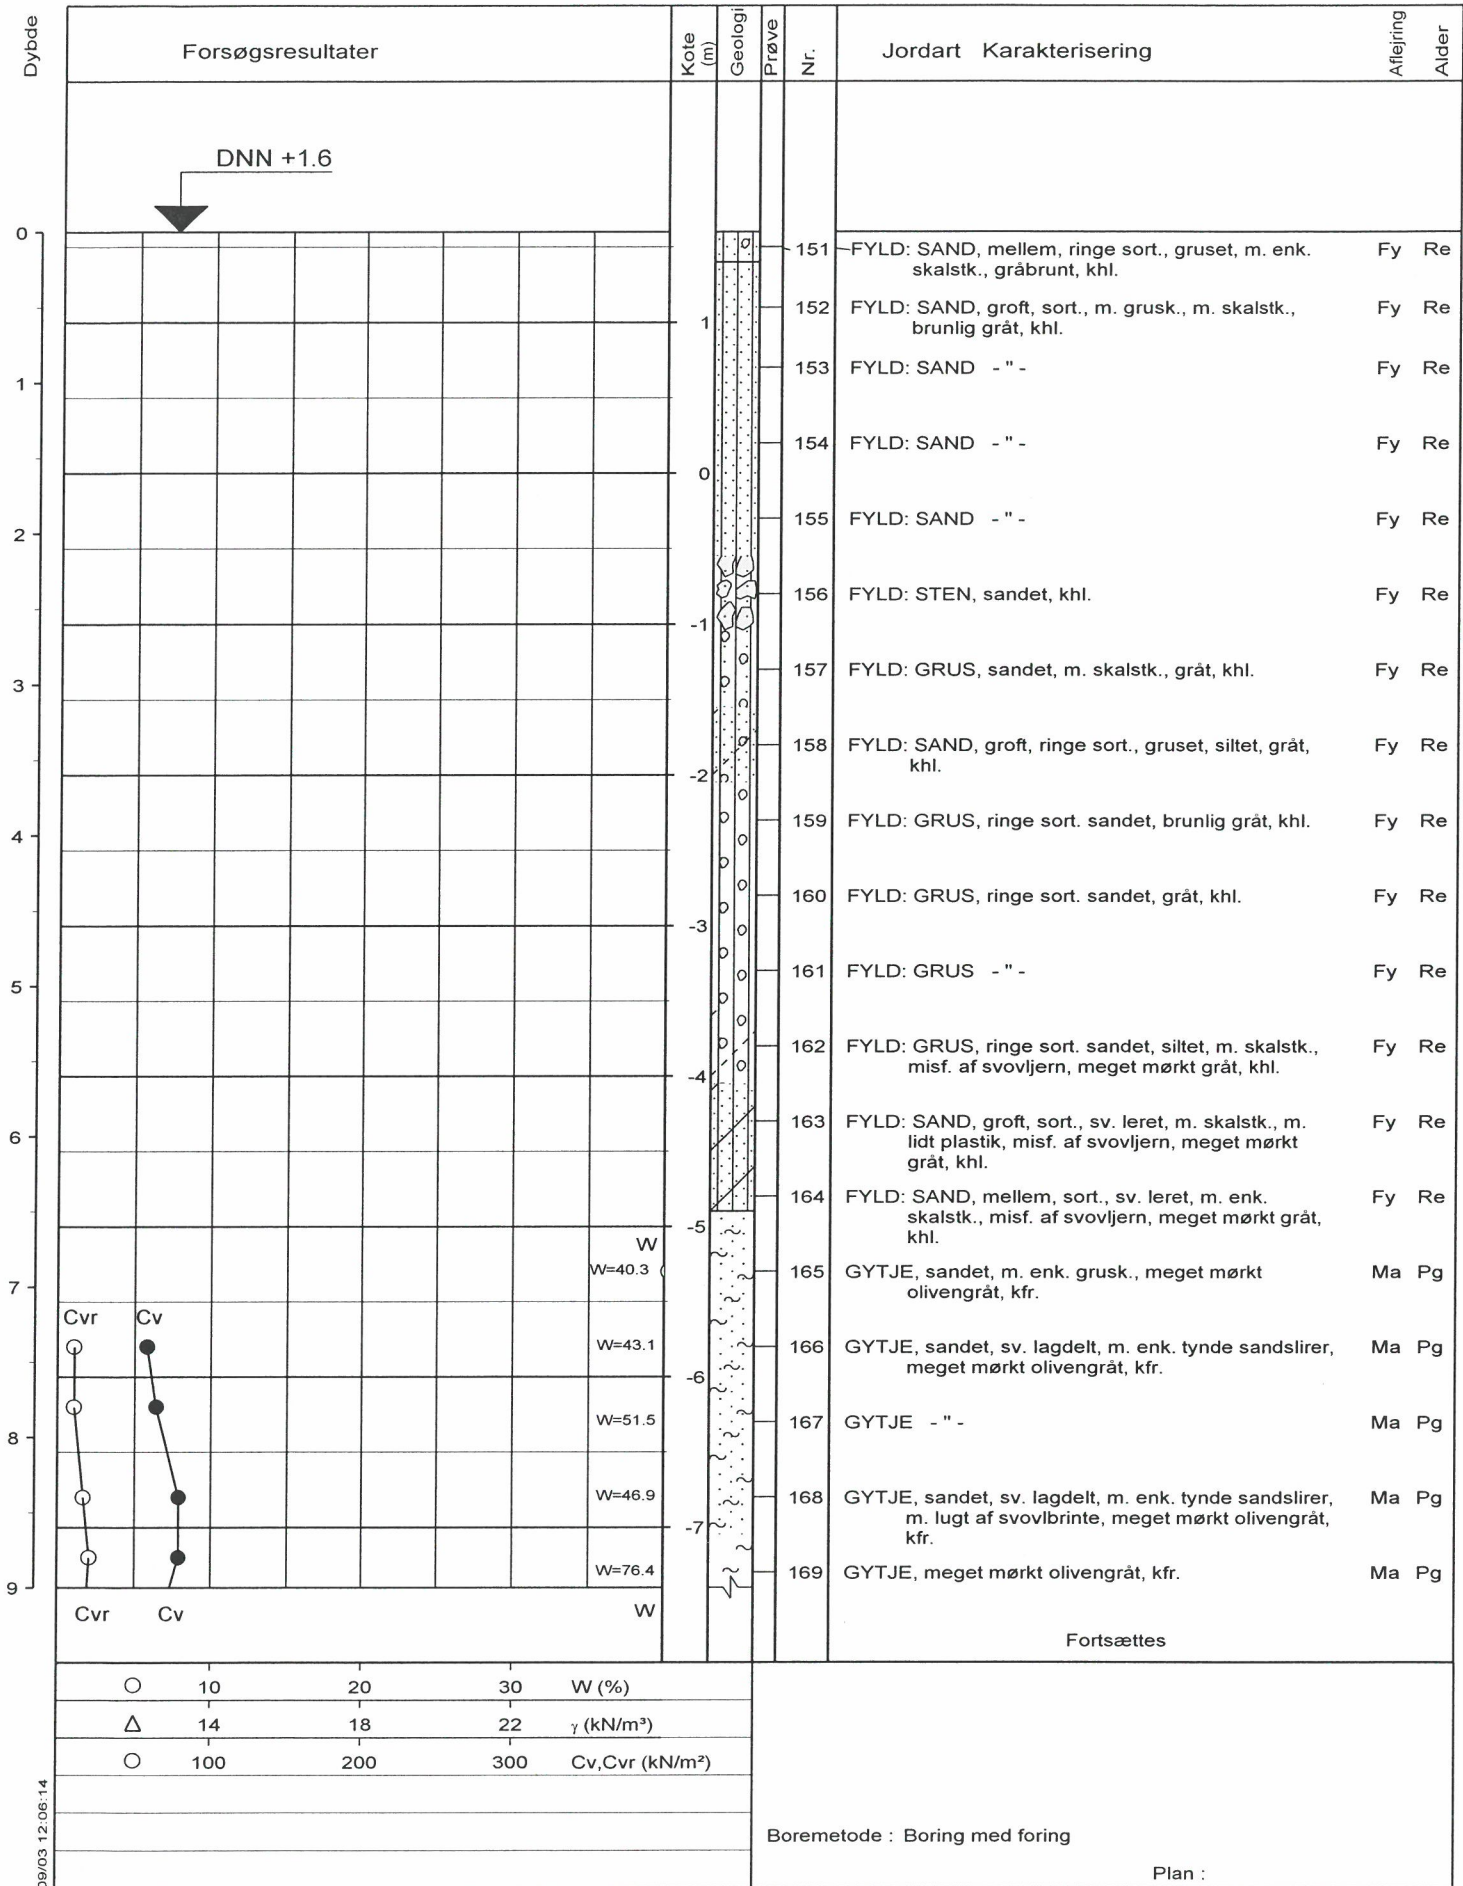 Dybde
Forsøgsresultater
Kote (m)
Geologi
Prøve
Nr.
Jordart Karakterisering
Aflejring
Alder
DNN +1.6
0
151 FYLD: SAND, mellem, ringe sort., gruset, m. enk. Fy Re
skalstk., gråbrunt, khl.
152 FYLD: SAND, groft, sort., m. grusk., m. skalstk., Fy Re
brunlig gråt, khl.
1
153 FYLD: SAND - " - Fy Re
1
154 FYLD: SAND - " - Fy Re
0
155 FYLD: SAND - " - Fy Re
2
156 FYLD: STEN, sandet, khl. Fy Re
-1
157 FYLD: GRUS, sandet, m. skalstk., gråt, khl. Fy Re
3
158 FYLD: SAND, groft, ringe sort., gruset, siltet, gråt, Fy Re
khl.
-2
159 FYLD: GRUS, ringe sort. sandet, brunlig gråt, khl. Fy Re
4
160 FYLD: GRUS, ringe sort. sandet, gråt, khl. Fy Re
-3
161 FYLD: GRUS - " - Fy Re
5
162 FYLD: GRUS, ringe sort. sandet, siltet, m. skalstk., Fy Re
misf. af svovljern, meget mørkt gråt, khl.
-4
163 FYLD: SAND, groft, sort., sv. leret, m. skalstk., m. Fy Re
lidt plastik, misf. af svovljern, meget mørkt
gråt, khl.
6
164 FYLD: SAND, mellem, sort., sv. leret, m. enk. Fy Re
skalstk., misf. af svovljern, meget mørkt gråt,
khl.
-5
W
W=40.3
165 GYTJE, sandet, m. enk. grusk., meget mørkt Ma Pg
olivengråt, kfr.
7
Cvr Cv
W=43.1
166 GYTJE, sandet, sv. lagdelt, m. enk. tynde sandslirer, Ma Pg
meget mørkt olivengråt, kfr.
-6
W=51.5
167 GYTJE - " - Ma Pg
8
W=46.9
168 GYTJE, sandet, sv. lagdelt, m. enk. tynde sandslirer, Ma Pg
m. lugt af svovlbrinte, meget mørkt olivengråt,
kfr.
-7
W=76.4
169 GYTJE, meget mørkt olivengråt, kfr. Ma Pg
9
Cvr Cv W
Fortsættes
10 20 30 W (%)
14 18 22 γ (kN/m³)
100 200 300 Cv,Cvr (kN/m²)
09/03 12:06:14
Boremetode : Boring med foring
Plan :